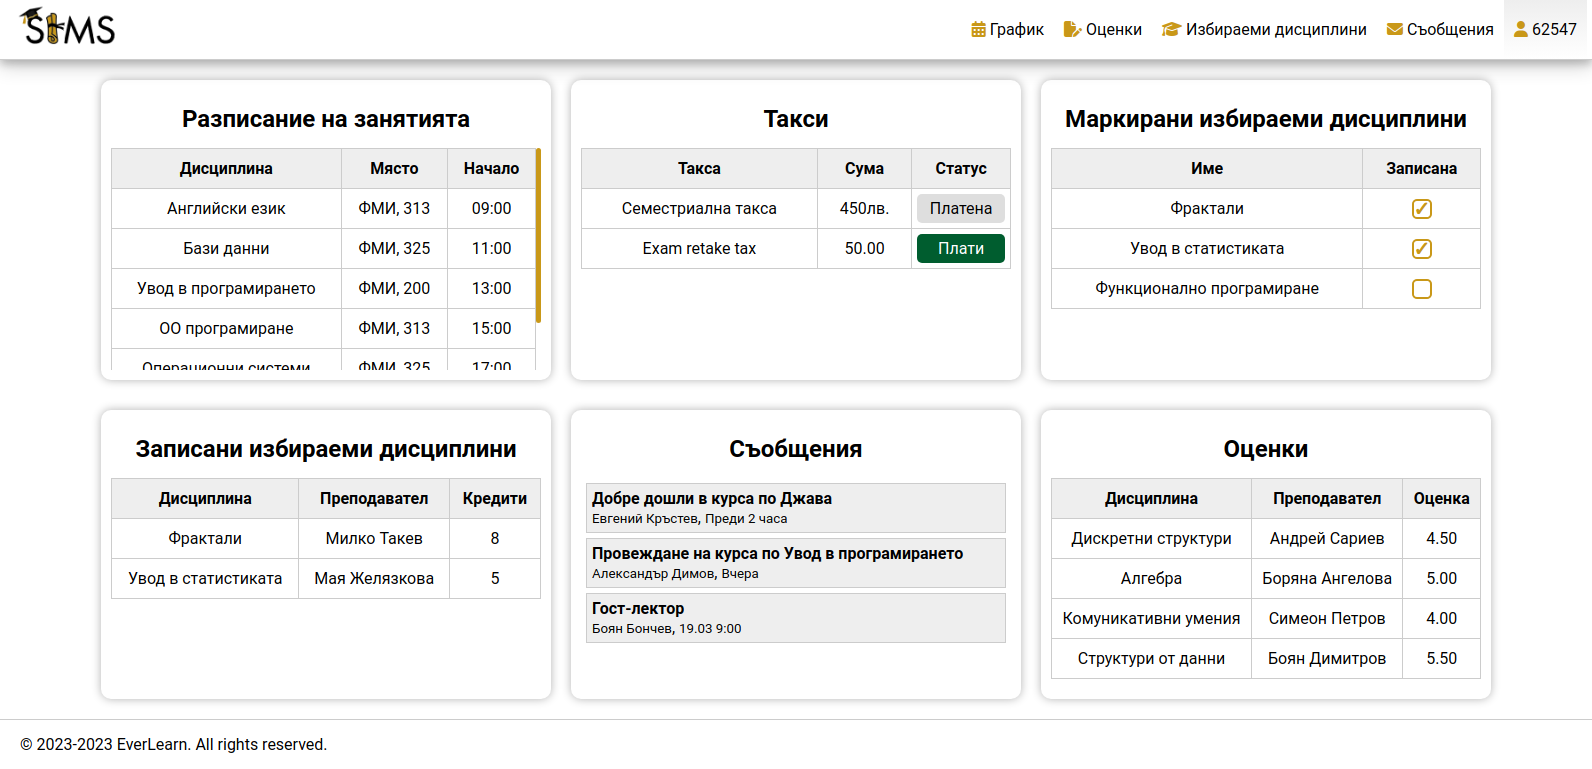 SIMS
График Оценки Избираеми дисциплини Съобщения 62547
Разписание на занятията
Дисциплина Място Начало
Английски език ФМИ, 313 09:00
Бази данни ФМИ, 325 11:00
Увод в програмирането ФМИ, 200 13:00
ОО програмиране ФМИ, 313 15:00
Операционни системи ФМИ, 325 17:00
Такси
Такса Сума Статус
Семестриална такса 450лв. Платена
Exam retake tax 50.00 Плати
Маркирани избираеми дисциплини
Име Записана
Фрактали
Увод в статистиката
Функционално програмиране
Записани избираеми дисциплини
Дисциплина Преподавател Кредити
Фрактали Милко Такев 8
Увод в статистиката Мая Желязкова 5
Съобщения
Добре дошли в курса по Джава
Евгений Кръстев, Преди 2 часа
Провеждане на курса по Увод в програмирането
Александър Димов, Вчера
Гост-лектор
Боян Бончев, 19.03 9:00
Оценки
Дисциплина Преподавател Оценка
Дискретни структури Андрей Сариев 4.50
Алгебра Боряна Ангелова 5.00
Комуникативни умения Симеон Петров 4.00
Структури от данни Боян Димитров 5.50
© 2023-2023 EverLearn. All rights reserved.